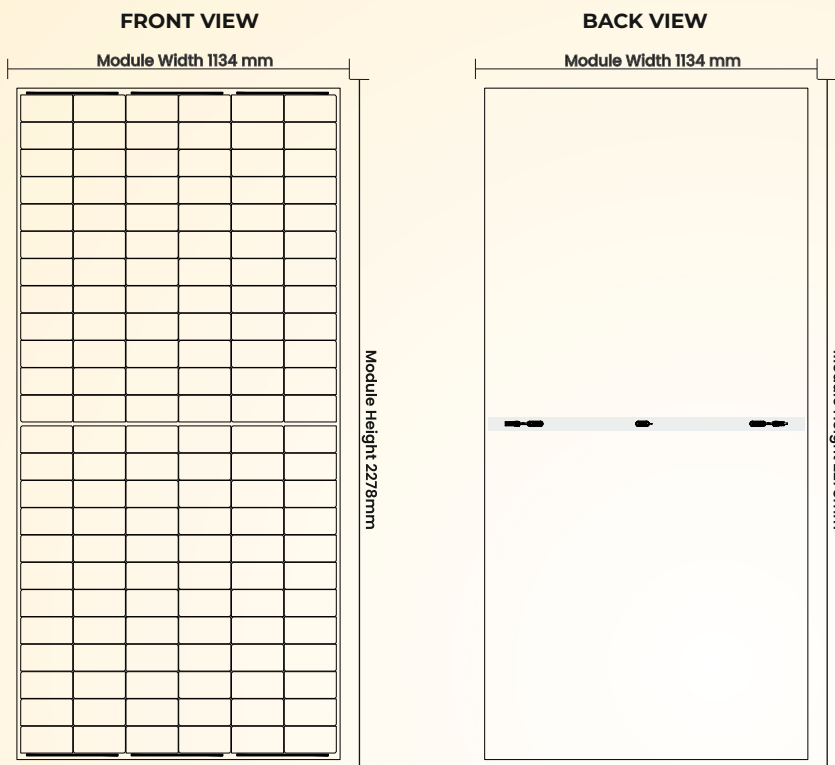 FRONT VIEW
Module Width 1134 mm
Module Height 2278mm
BACK VIEW
Module Width 1134 mm